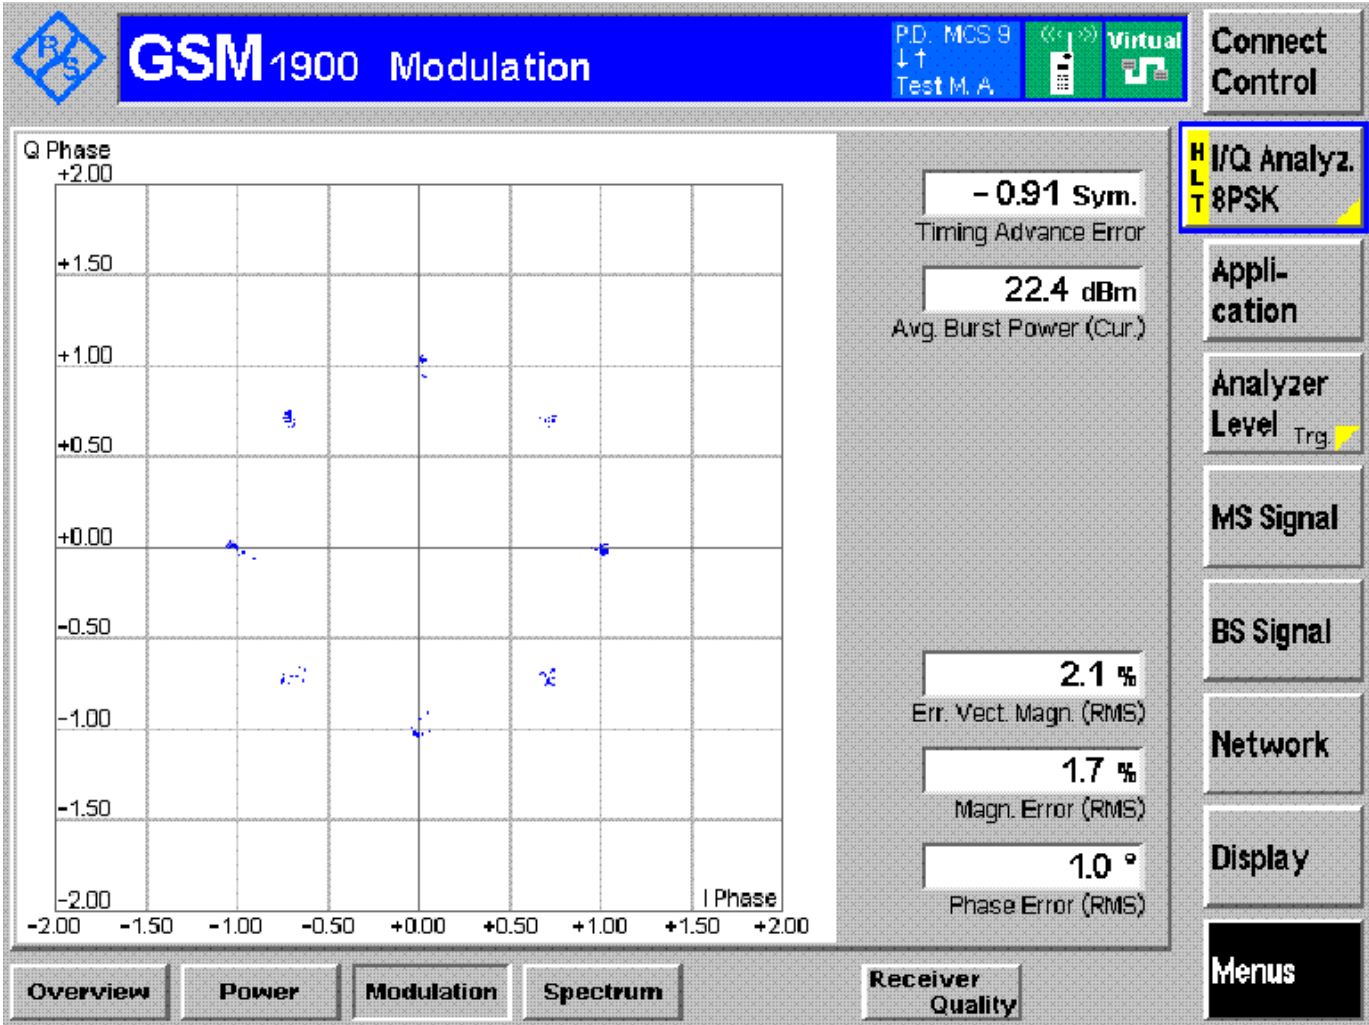 R/S
GSM 1900 Modulation
P.D. MCS 9
↓↑
Test M. A.
Virtual
Connect
Control
Q Phase
+2.00
+1.50
+1.00
+0.50
+0.00
-0.50
-1.00
-1.50
-2.00
I Phase
-2.00 -1.50 -1.00 -0.50 +0.00 +0.50 +1.00 +1.50 +2.00
-0.91 Sym.
Timing Advance Error
22.4 dBm
Avg. Burst Power (Cur.)
2.1 %
Err. Vect. Magn. (RMS)
1.7 %
Magn. Error (RMS)
1.0 °
Phase Error (RMS)
HLT
I/Q Analyz.
8PSK
Appli-
cation
Analyzer
Level Trg.
MS Signal
BS Signal
Network
Display
Menus
Overview Power Modulation Spectrum
Receiver
Quality